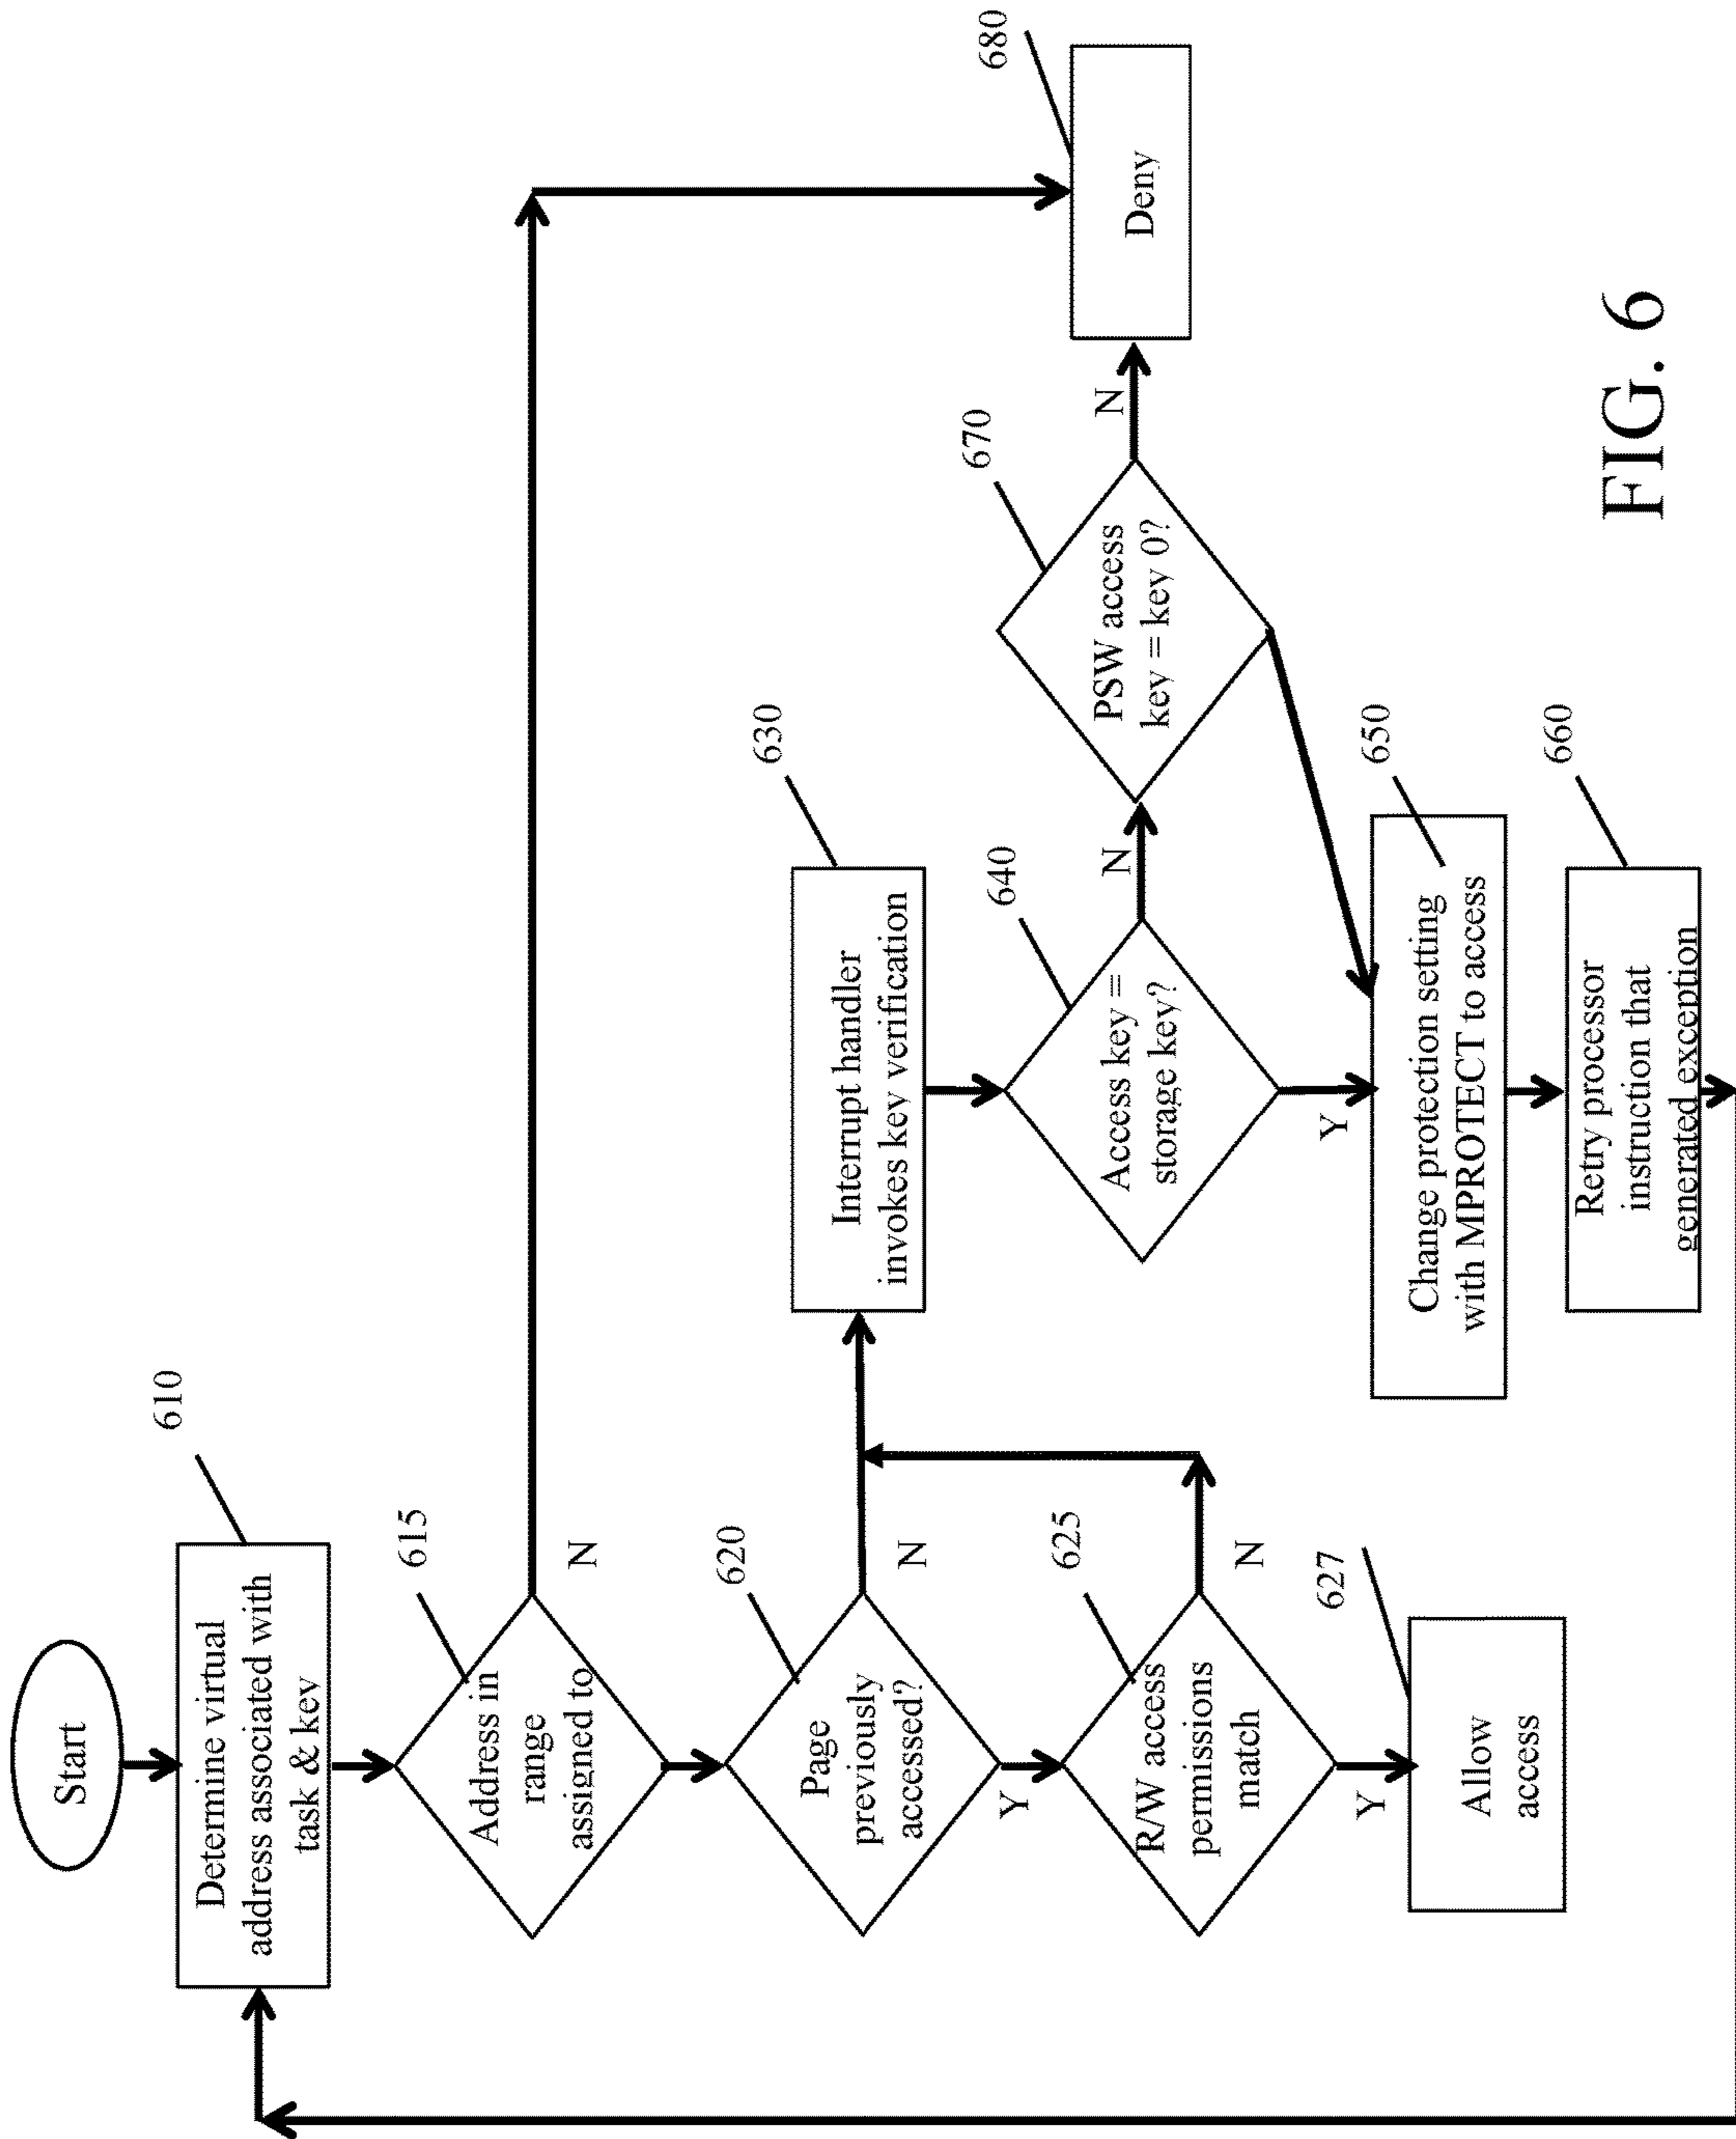 Start
610
Determine virtual
address associated with
task & key
615
Address in
range
assigned to
N
620
Page
previously
accessed?
N
Y
625
R/W access
permissions
match
N
Y
627
Allow
access
630
Interrupt handler
invokes key verification
640
Access key =
storage key?
N
Y
670
PSW access
key = key 0?
N
680
Deny
650
Change protection setting
with MPROTECT to access
660
Retry processor
instruction that
generated exception
FIG. 6